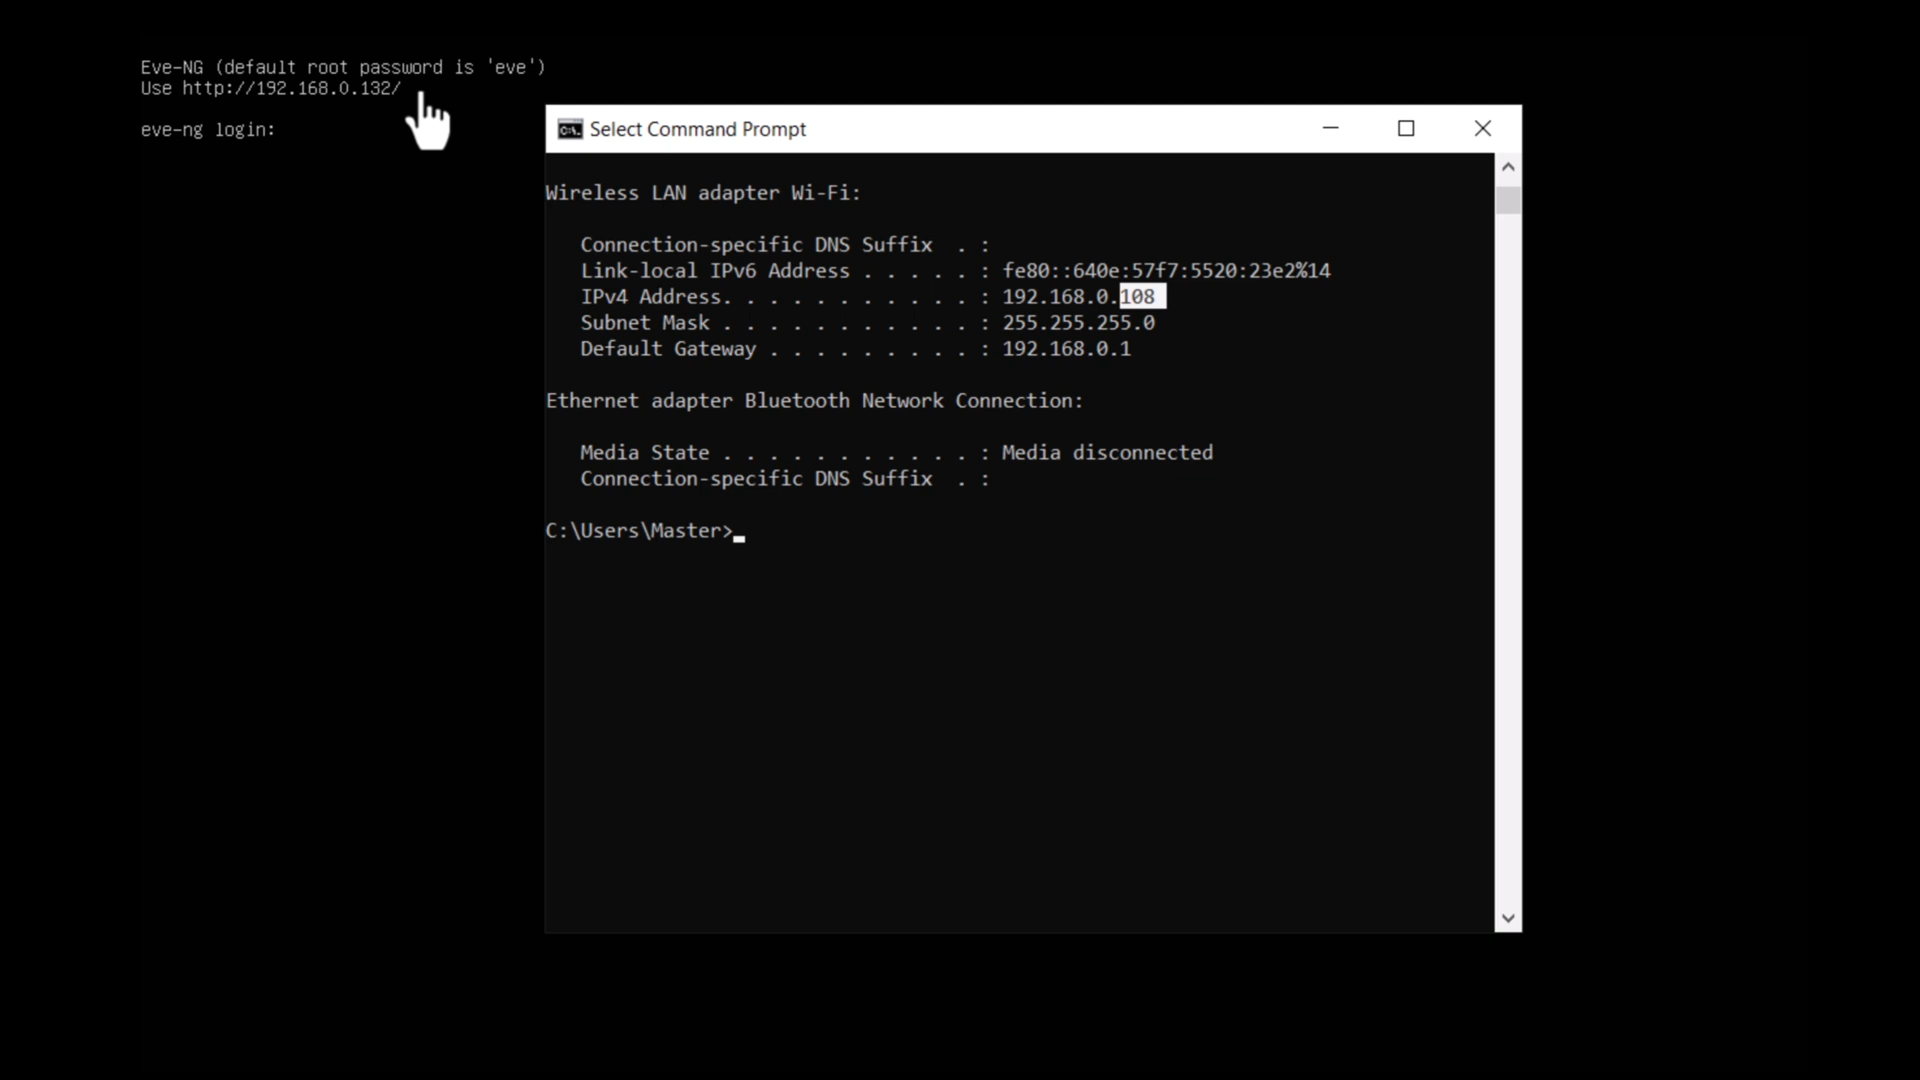 Eve-NG (default root password is 'eve')
Use http://192.168.0.132/
eve-ng login:
Select Command Prompt
Wireless LAN adapter Wi-Fi:
Connection-specific DNS Suffix  . :
Link-local IPv6 Address . . . . . : fe80::640e:57f7:5520:23e2%14
IPv4 Address. . . . . . . . . . . : 192.168.0.108
Subnet Mask . . . . . . . . . . . : 255.255.255.0
Default Gateway . . . . . . . . . : 192.168.0.1
Ethernet adapter Bluetooth Network Connection:
Media State . . . . . . . . . . . : Media disconnected
Connection-specific DNS Suffix  . :
C:\Users\Master>